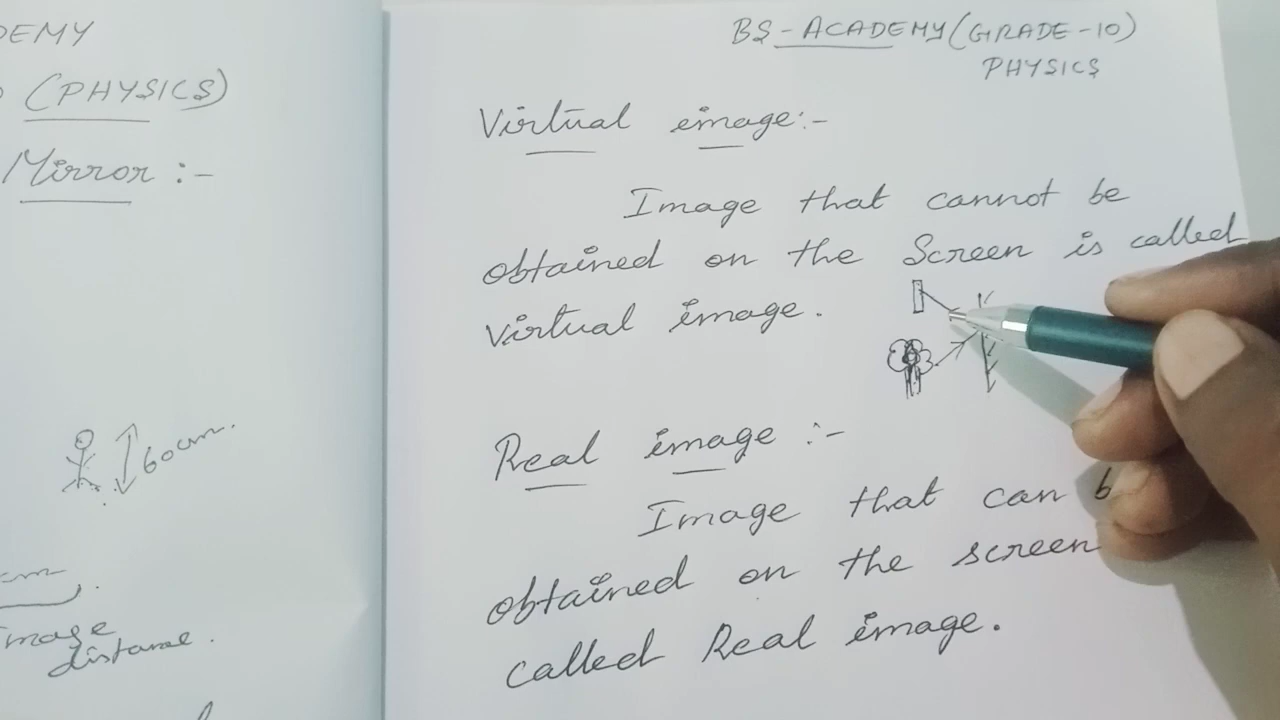 DEMY
(PHYSICS)
Mirror :-
60cm.
cm
image
distance.
BS-ACADEMY (GRADE-10)
PHYSICS
Virtual image:-
Image that cannot be
obtained on the Screen is called
virtual image.
Real image :-
Image that can b
obtained on the screen
called Real image.